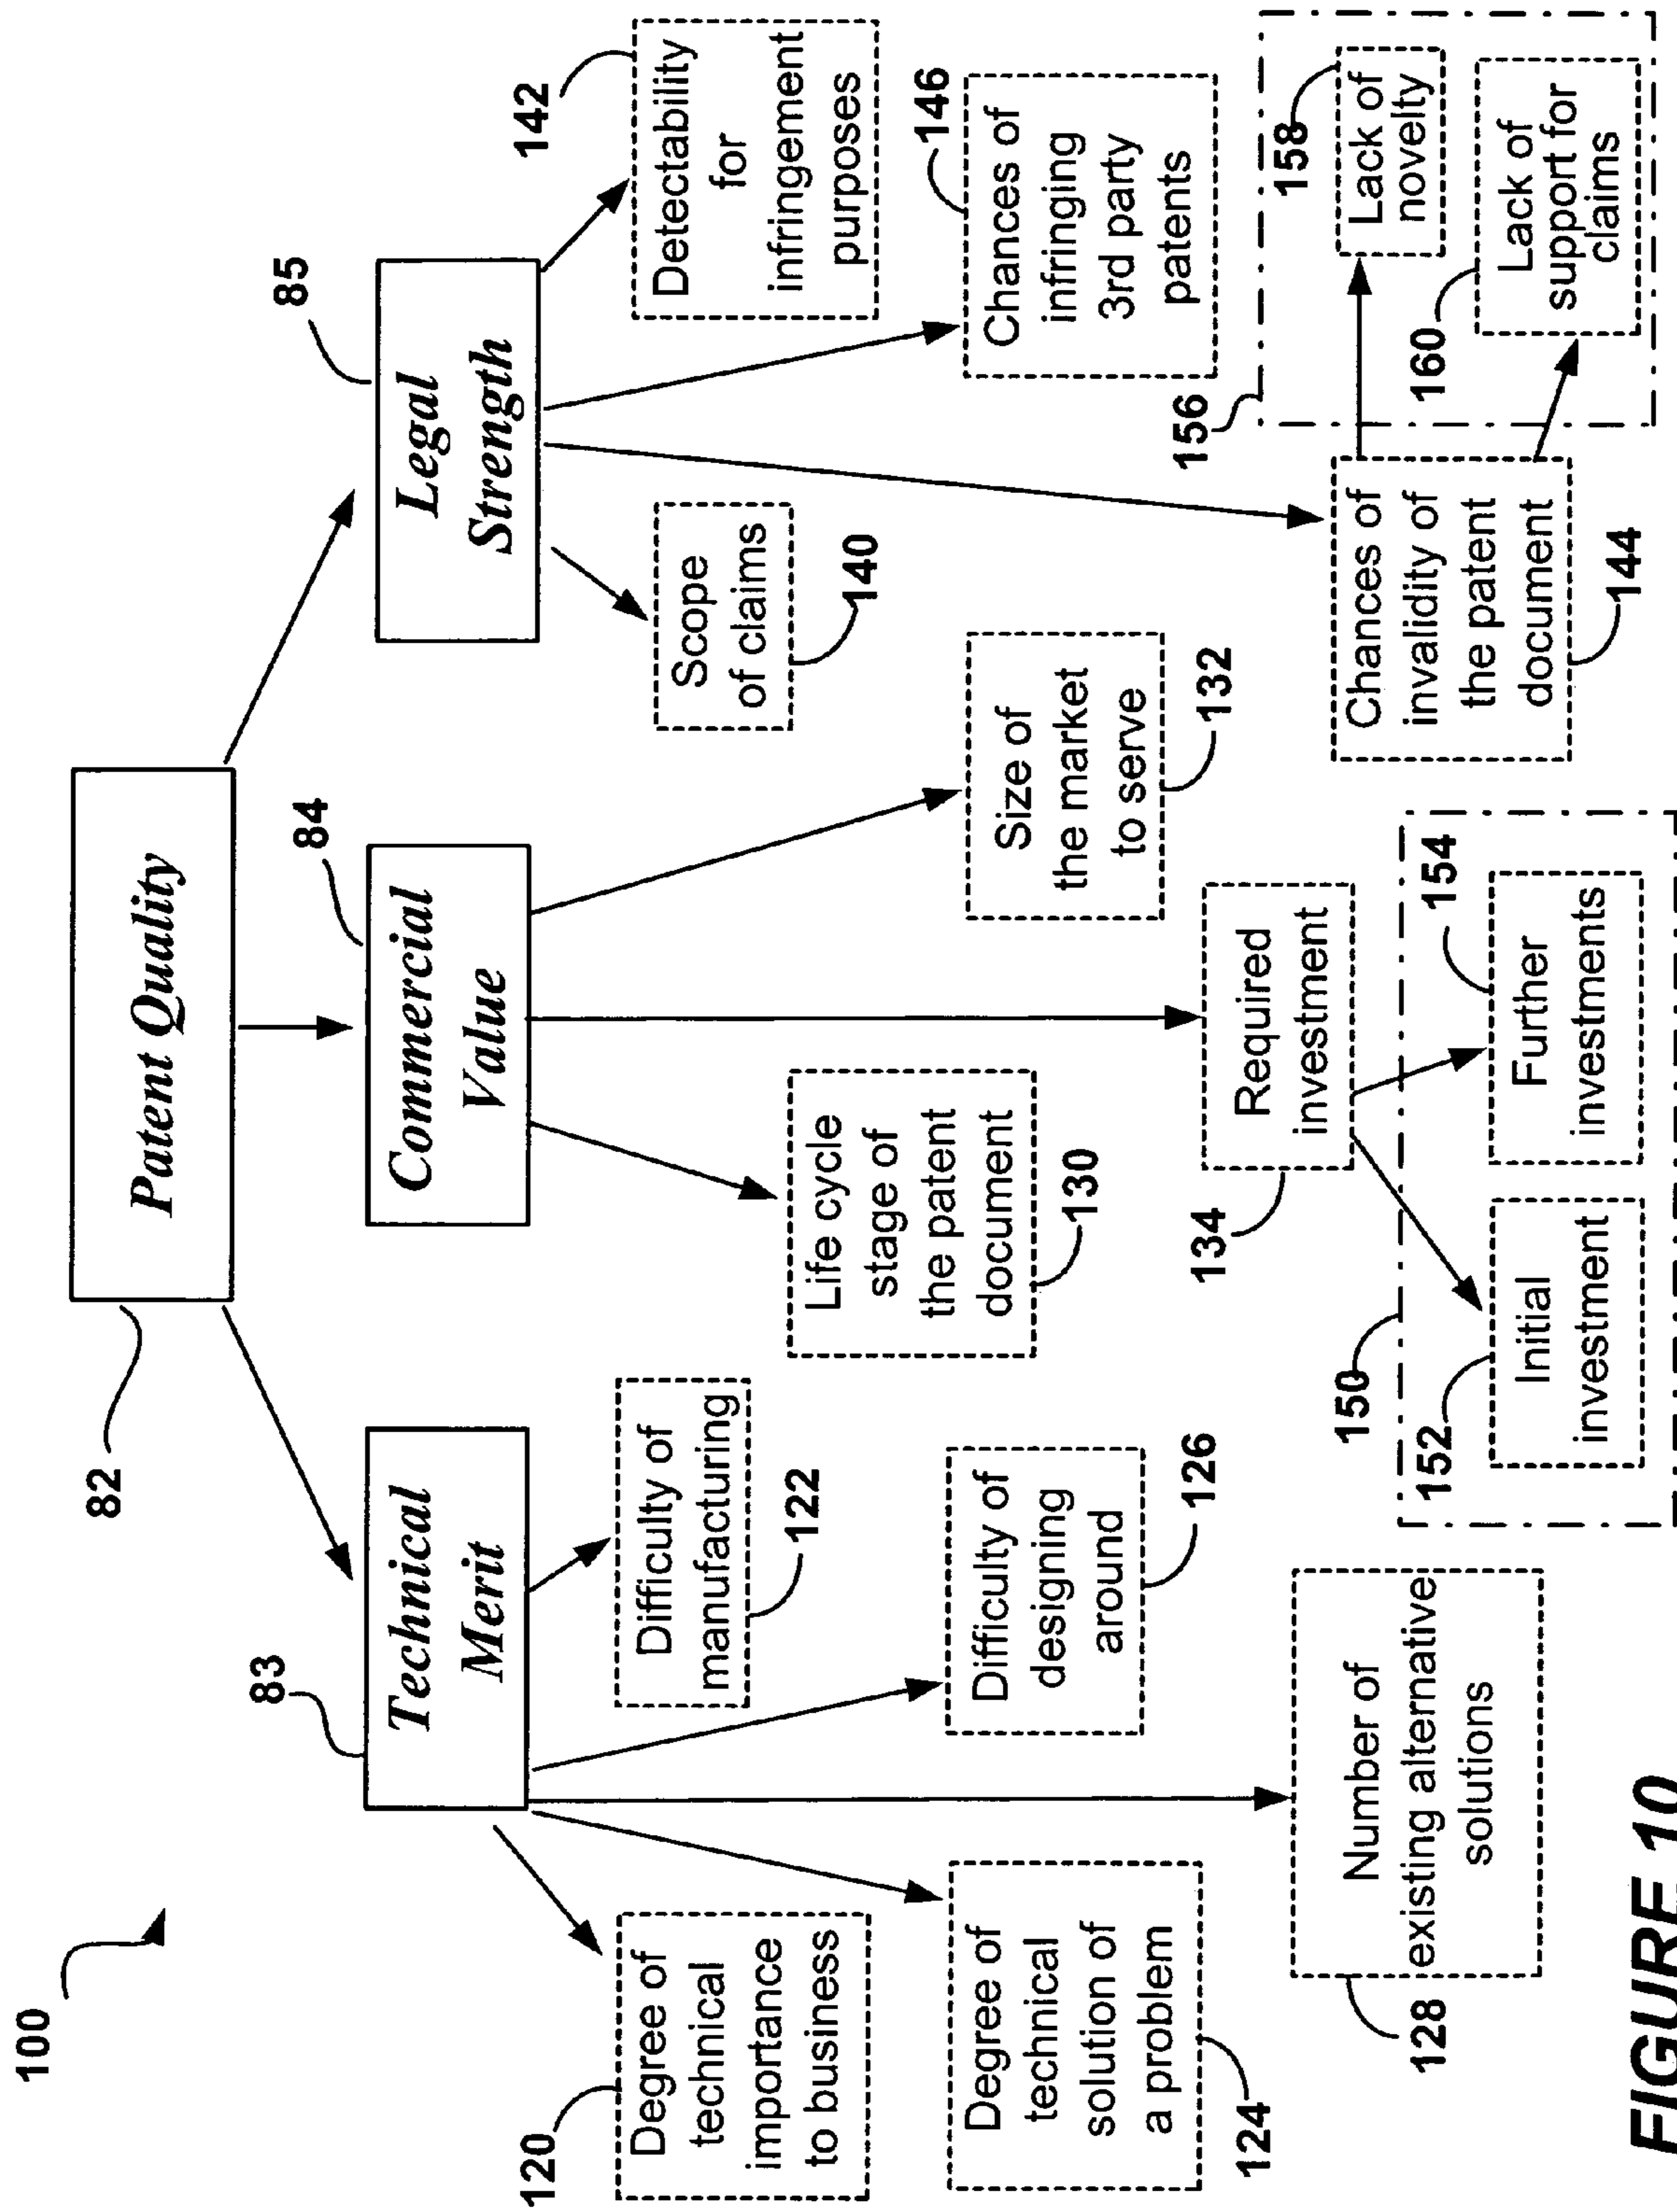 100
82
Patent Quality
83
Technical
Merit
84
Commercial
Value
85
Legal
Strength
120
Degree of
technical
importance
to business
Difficulty of
manufacturing
122
Life cycle
stage of
the patent
document
130
Scope
of claims
140
142
Detectability
for
infringement
purposes
Degree of
technical
solution of
a problem
124
Difficulty of
designing
around
126
Size of
the market
to serve
132
Chances of
infringing
3rd party
patents
146
Number of
existing alternative
solutions
128
134
Required
investment
Chances of
invalidity of
the patent
document
144
150
152
Initial
investment
154
Further
investments
156
158
Lack of
novelty
160
Lack of
support for
claims
FIGURE 10